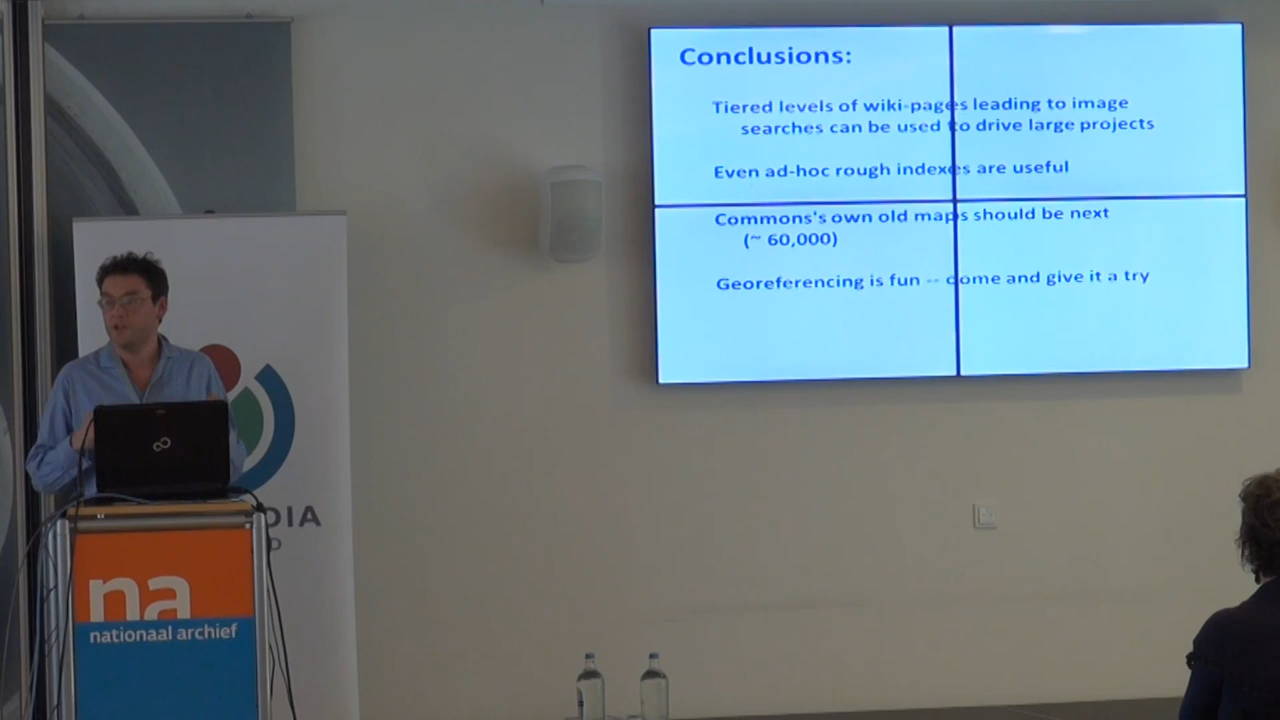 Conclusions:
Tiered levels of wiki-pages leading to image
searches can be used to drive large projects
Even ad-hoc rough indexes are useful
Commons's own old maps should be next
(~ 60,000)
Georeferencing is fun -- come and give it a try
DIA
D
na
nationaal archief